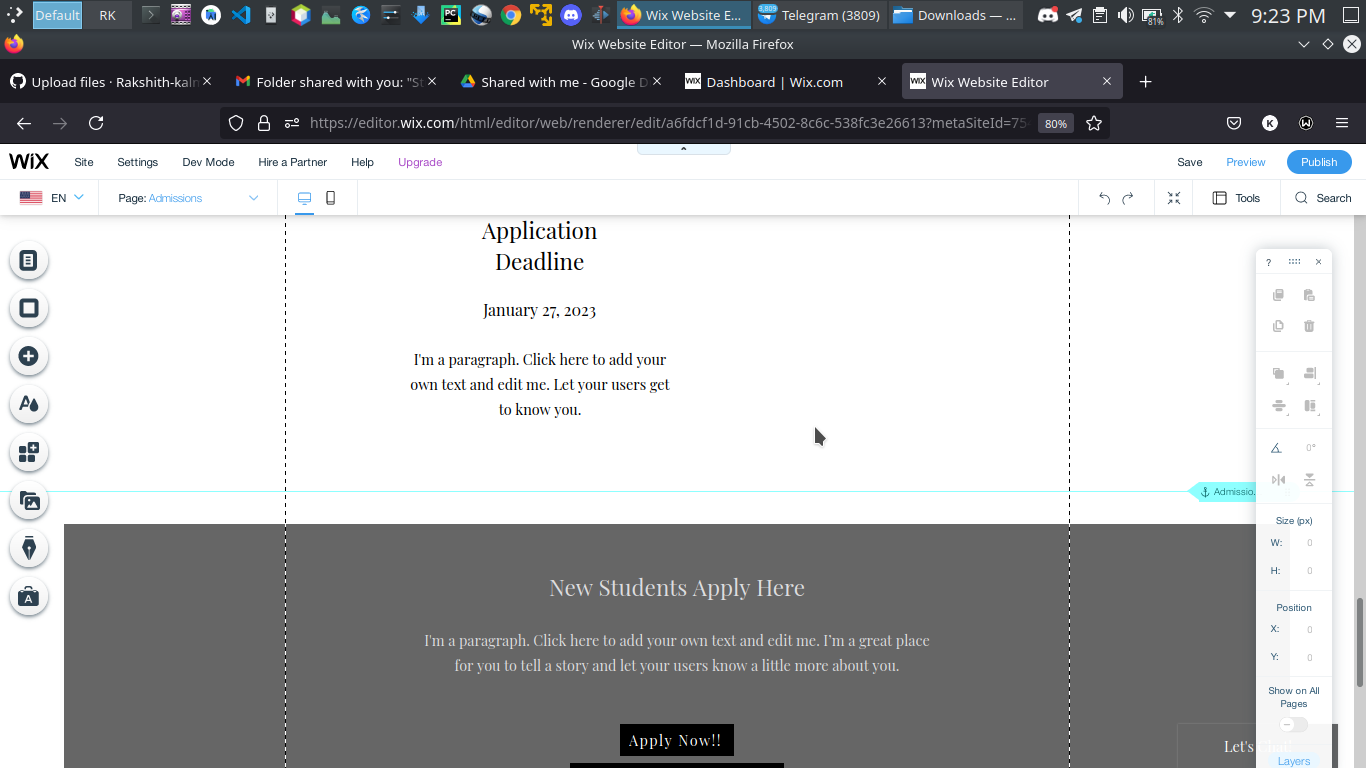 Default
RK
Wix Website E...
Telegram (3809)
Downloads — ...
81%
9:23 PM
Wix Website Editor — Mozilla Firefox
Upload files · Rakshith-kaln
Folder shared with you: "St
Shared with me - Google D
WiX
Dashboard | Wix.com
WiX
Wix Website Editor
https://editor.wix.com/html/editor/web/renderer/edit/a6fdcf1d-91cb-4502-8c6c-538fc3e26613?metaSiteId=75
80%
K
WiX
Site
Settings
Dev Mode
Hire a Partner
Help
Upgrade
Save
Preview
Publish
EN
Page: Admissions
Tools
Search
Application
Deadline
January 27, 2023
I'm a paragraph. Click here to add your
own text and edit me. Let your users get
to know you.
?
0°
Admissio.
Size (px)
W: 0
H: 0
Position
X: 0
Y: 0
Show on All
Pages
Layers
New Students Apply Here
I'm a paragraph. Click here to add your own text and edit me. I'm a great place
for you to tell a story and let your users know a little more about you.
Apply Now!!
Let's